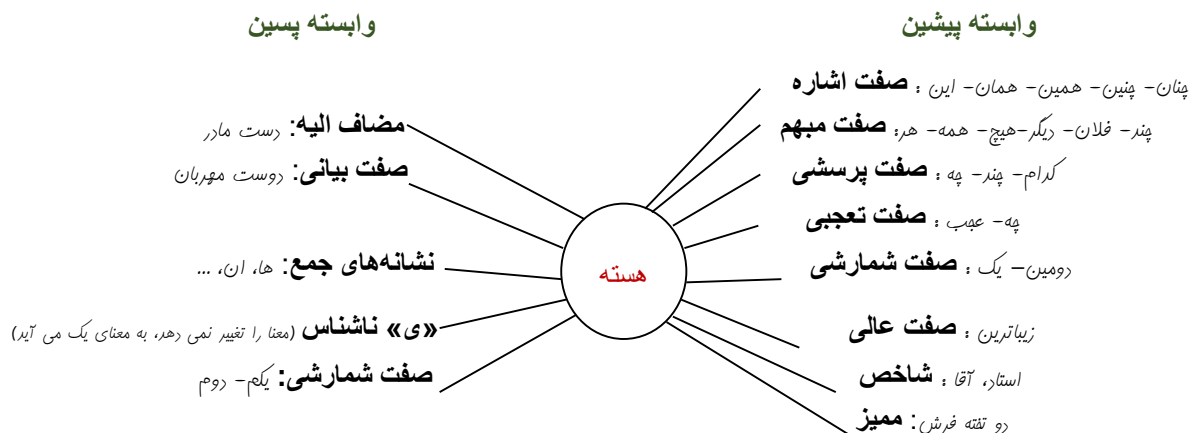 وابسته پیشین
صفت اشاره : چنان- چنین- همین- همان- این
صفت مبهم: چند- فلان- دیگر-هیچ- همه- هر
صفت پرسشی : کدام- چند- چه
صفت تعجبی : چه- عجب
صفت شمارشی : دومین- یک
صفت عالی : زیباترین
شاخص : استاد، آقا
ممیز : دو تخته فرش
هسته
وابسته پسین
مضاف الیه: دست مادر
صفت بیانی: دوست مهربان
نشانه‌های جمع: ها، ان، ...
«ی» ناشناس (معنا را تغییر نمی دهد، به معنای یک می آید)
صفت شمارشی: یکم- دوم